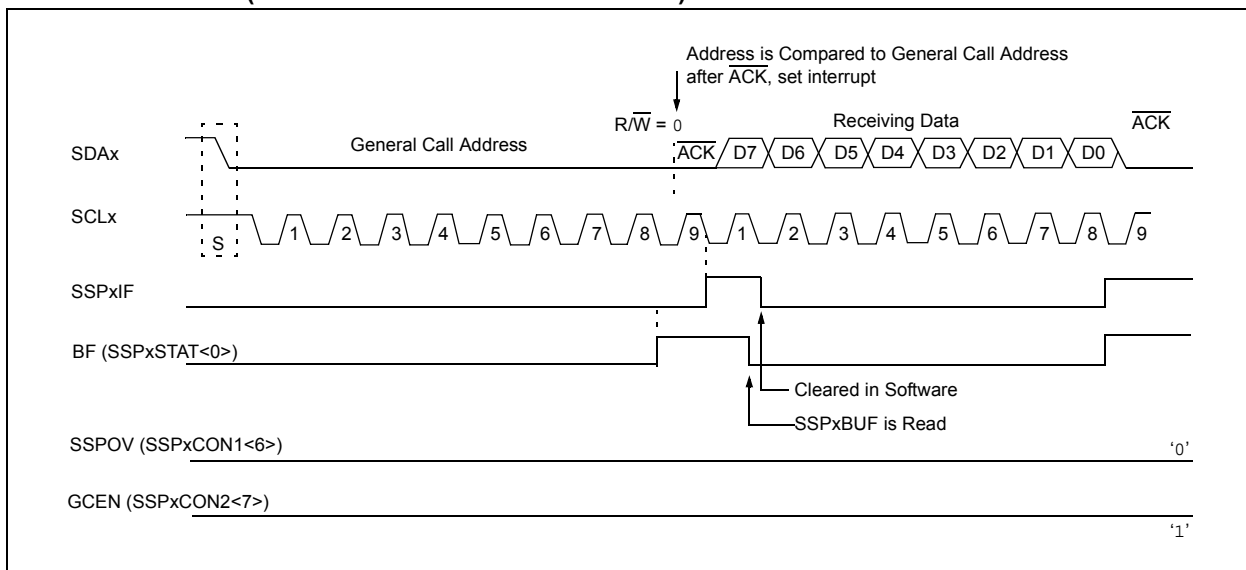 Address is Compared to General Call Address
after ACK, set interrupt
R/W = 0
Receiving Data
ACK
SDAx
General Call Address
ACK D7 D6 D5 D4 D3 D2 D1 D0
SCLx
S
1 2 3 4 5 6 7 8 9 1 2 3 4 5 6 7 8 9
SSPxIF
BF (SSPxSTAT<0>)
Cleared in Software
SSPxBUF is Read
SSPOV (SSPxCON1<6>)
‘0’
GCEN (SSPxCON2<7>)
‘1’